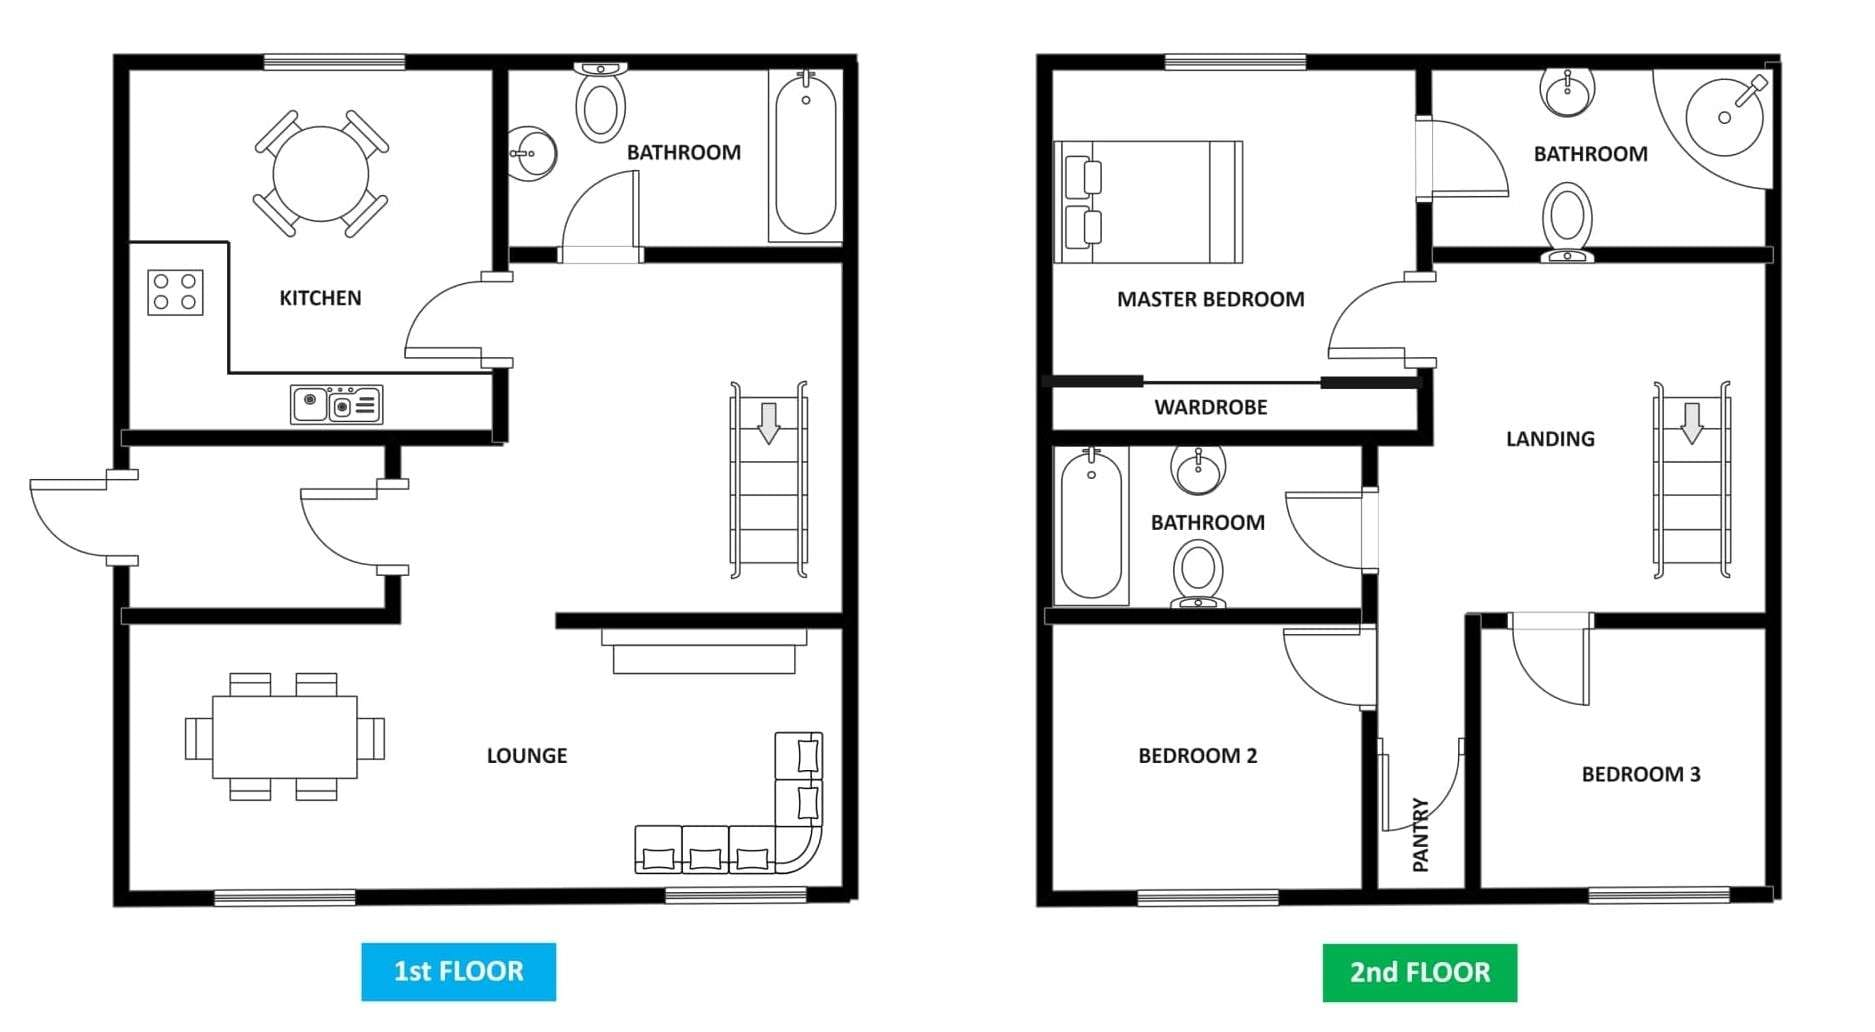 BATHROOM
KITCHEN
LOUNGE
1st FLOOR
BATHROOM
MASTER BEDROOM
WARDROBE
LANDING
BATHROOM
BEDROOM 2
BEDROOM 3
PANTRY
2nd FLOOR